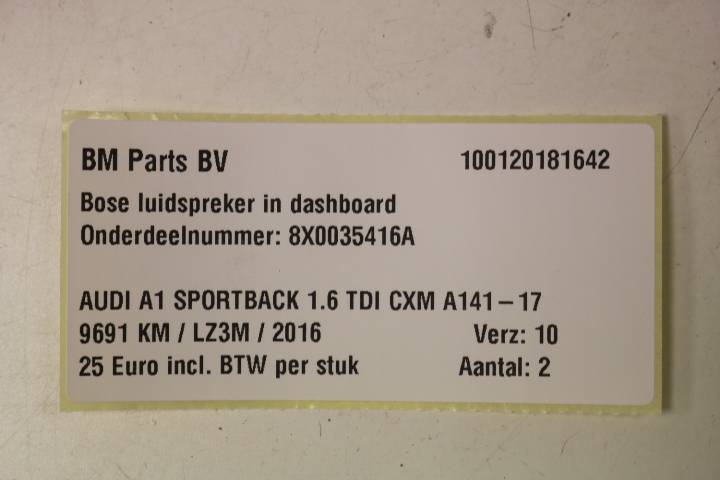 BM Parts BV 100120181642
Bose luidspreker in dashboard
Onderdeelnummer: 8X0035416A
AUDI A1 SPORTBACK 1.6 TDI CXM A141-17
9691 KM / LZ3M / 2016 Verz: 10
25 Euro incl. BTW per stuk Aantal: 2